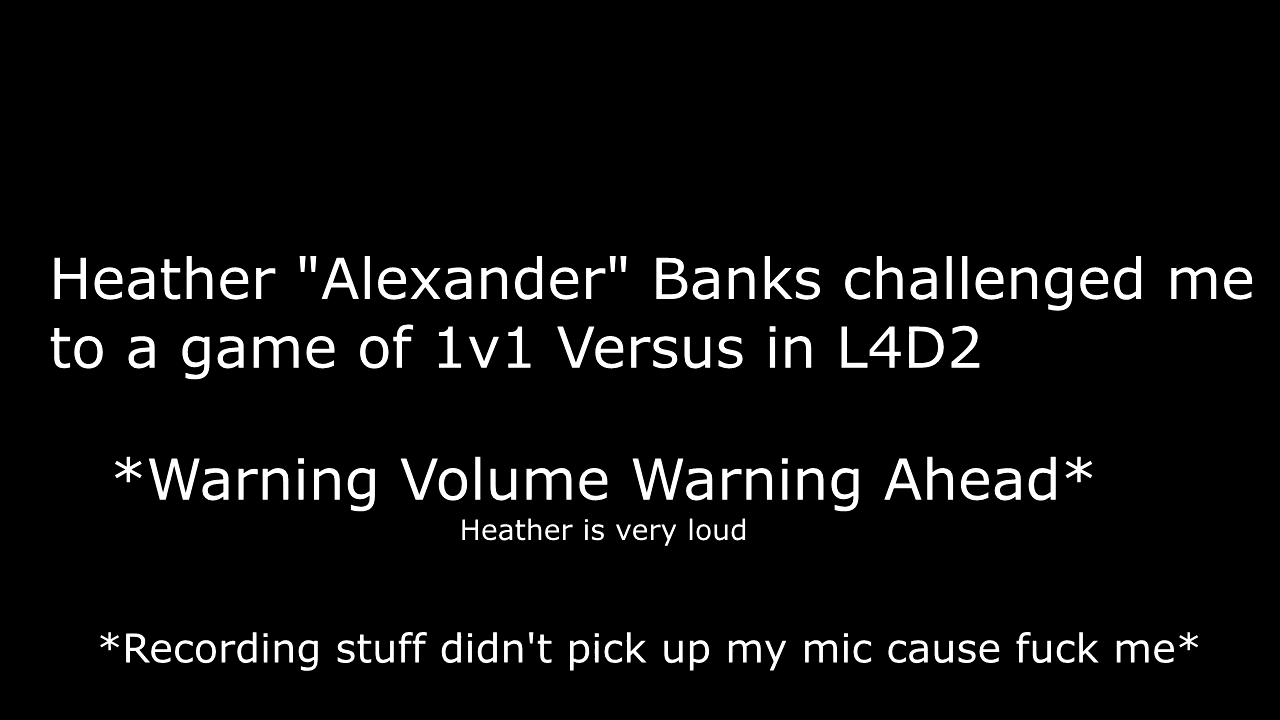 Heather "Alexander" Banks challenged me
to a game of 1v1 Versus in L4D2
*Warning Volume Warning Ahead*
Heather is very loud
*Recording stuff didn't pick up my mic cause fuck me*